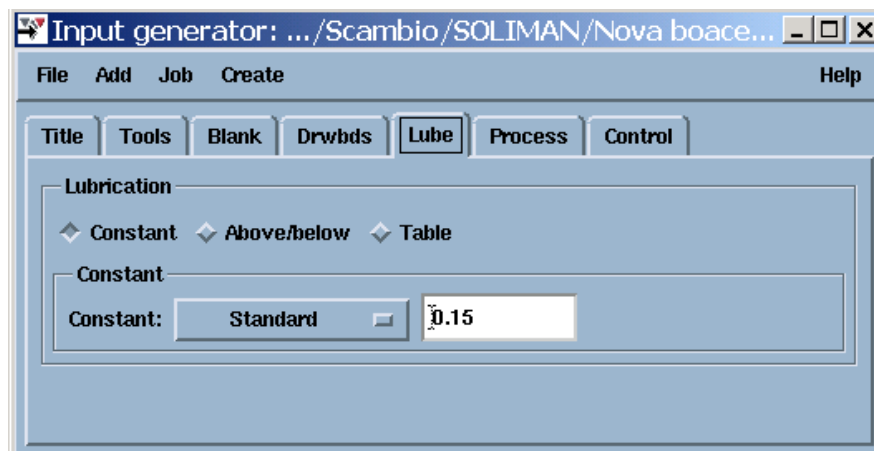 Input generator: .../Scambio/SOLIMAN/Nova boace...
File Add Job Create Help
Title Tools Blank Drwbds Lube Process Control
Lubrication
Constant Above/below Table
Constant
Constant: Standard 0.15